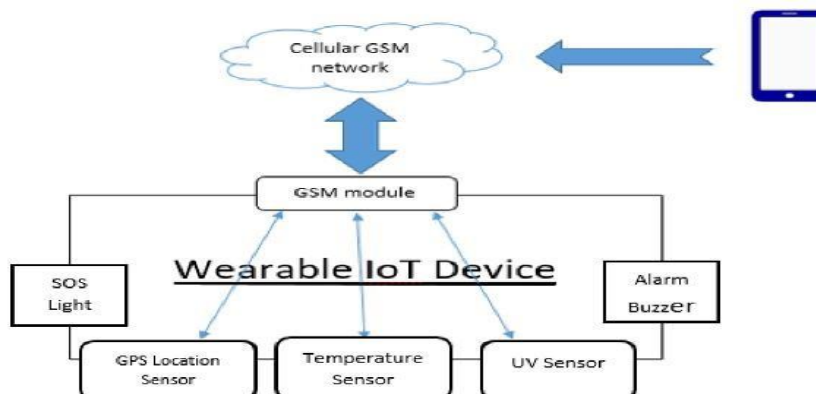 Cellular GSM
network
GSM module
Wearable IoT Device
SOS
Light
Alarm
Buzzer
GPS Location
Sensor
Temperature
Sensor
UV Sensor